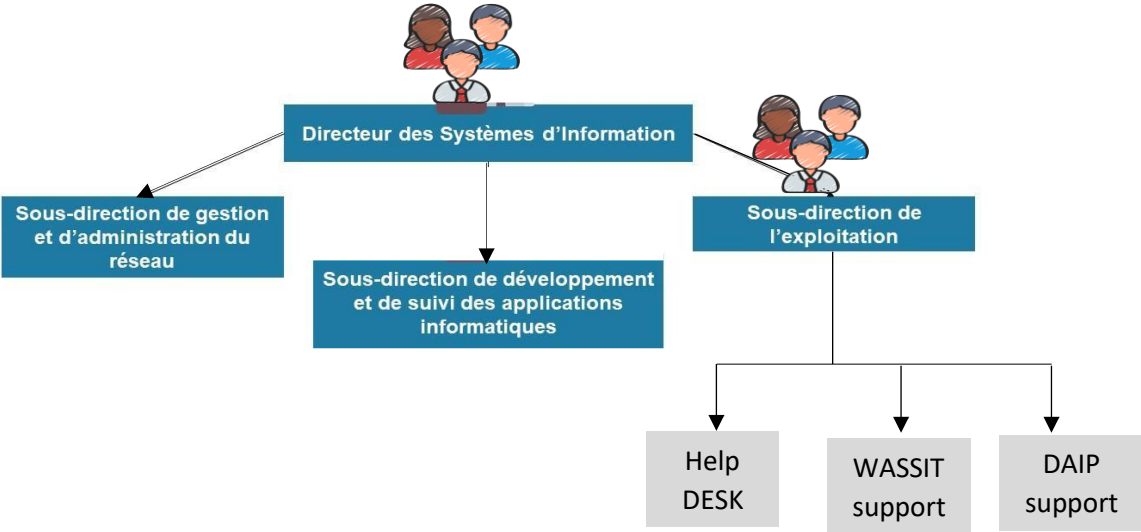 Directeur des Systèmes d’Information
Sous-direction de gestion
et d’administration du
réseau
Sous-direction de développement
et de suivi des applications
informatiques
Sous-direction de
l’exploitation
Help
DESK
WASSIT
support
DAIP
support